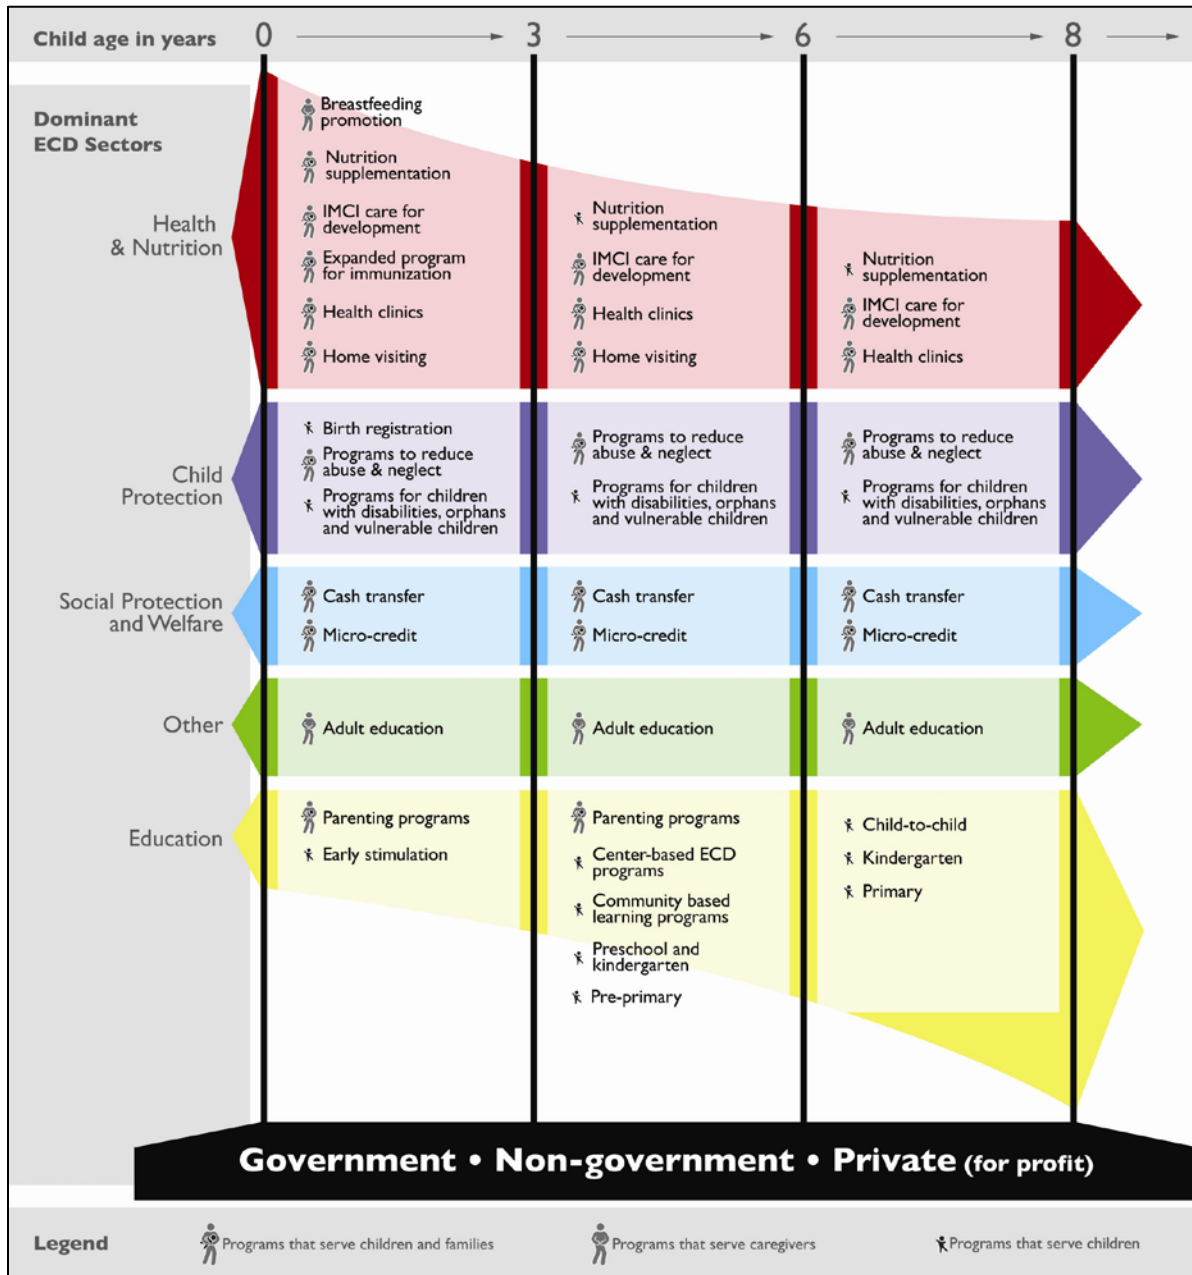 Child age in years 0 3 6 8
Dominant
ECD Sectors
Health
& Nutrition
Breastfeeding
promotion
Nutrition
supplementation
IMCI care for
development
Expanded program
for immunization
Health clinics
Home visiting
Nutrition
supplementation
IMCI care for
development
Health clinics
Home visiting
Nutrition
supplementation
IMCI care for
development
Health clinics
Child
Protection
Birth registration
Programs to reduce
abuse & neglect
Programs for children
with disabilities, orphans
and vulnerable children
Programs to reduce
abuse & neglect
Programs for children
with disabilities, orphans
and vulnerable children
Programs to reduce
abuse & neglect
Programs for children
with disabilities, orphans
and vulnerable children
Social Protection
and Welfare
Cash transfer
Micro-credit
Cash transfer
Micro-credit
Cash transfer
Micro-credit
Other
Adult education
Adult education
Adult education
Education
Parenting programs
Early stimulation
Parenting programs
Center-based ECD
programs
Community based
learning programs
Preschool and
kindergarten
Pre-primary
Child-to-child
Kindergarten
Primary
Government • Non-government • Private (for profit)
Legend
Programs that serve children and families
Programs that serve caregivers
Programs that serve children